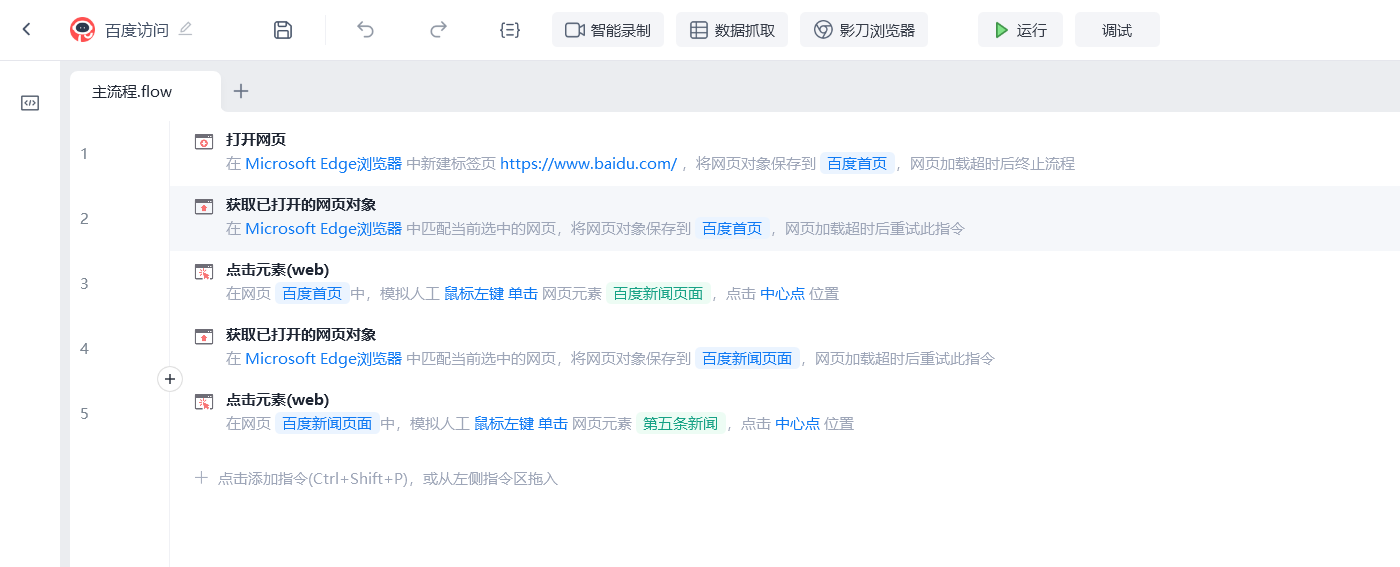 百度访问
智能录制
数据抓取
影刀浏览器
运行
调试
主流程.flow
1
打开网页
在 Microsoft Edge浏览器 中新建标签页 https://www.baidu.com/ ，将网页对象保存到 百度首页 ，网页加载超时后终止流程
2
获取已打开的网页对象
在 Microsoft Edge浏览器 中匹配当前选中的网页，将网页对象保存到 百度首页 ，网页加载超时后重试此指令
3
点击元素(web)
在网页 百度首页 中，模拟人工 鼠标左键 单击 网页元素 百度新闻页面 ，点击 中心点 位置
4
获取已打开的网页对象
在 Microsoft Edge浏览器 中匹配当前选中的网页，将网页对象保存到 百度新闻页面 ，网页加载超时后重试此指令
5
点击元素(web)
在网页 百度新闻页面 中，模拟人工 鼠标左键 单击 网页元素 第五条新闻 ，点击 中心点 位置
点击添加指令(Ctrl+Shift+P)，或从左侧指令区拖入